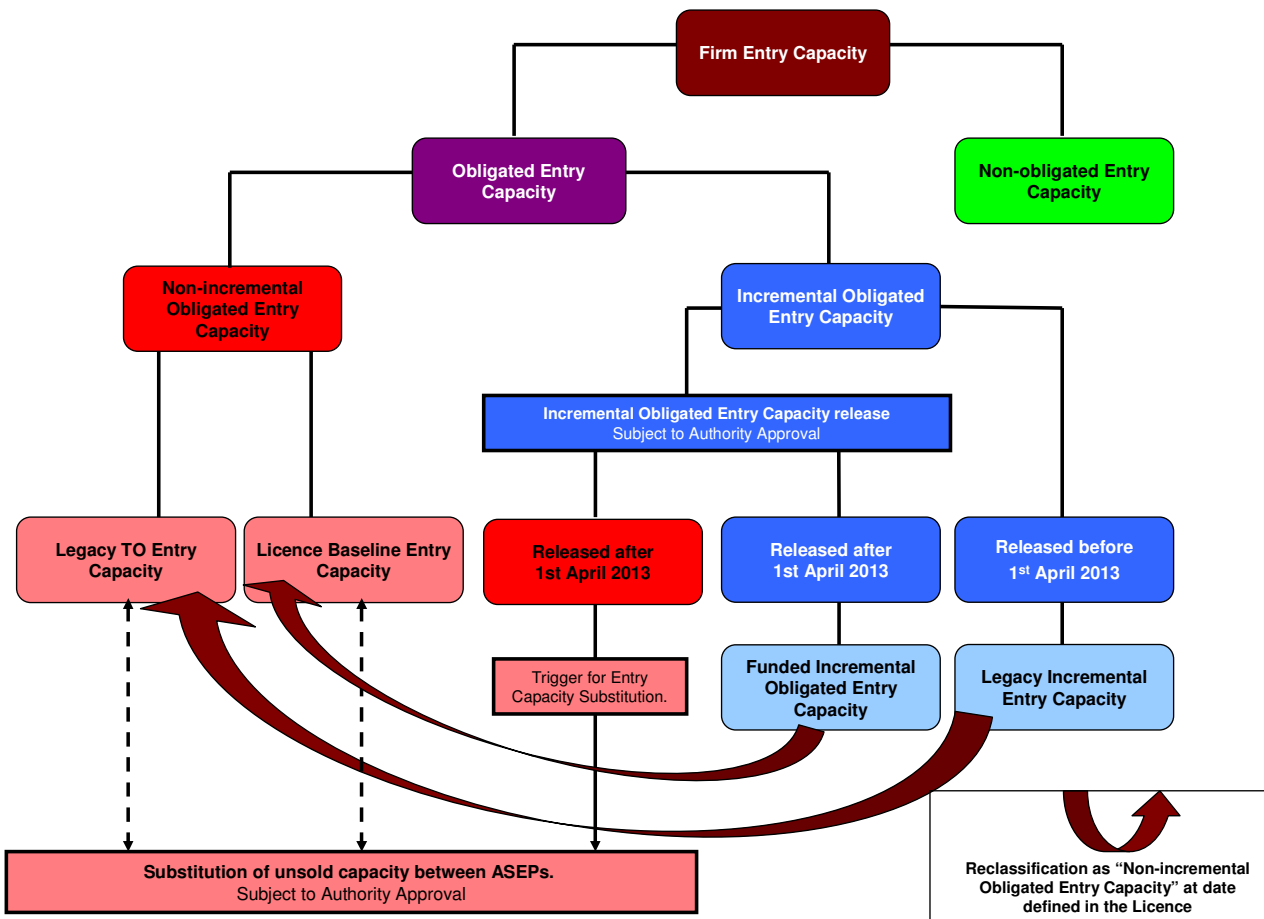 Firm Entry Capacity
Obligated Entry
Capacity
Non-obligated Entry
Capacity
Non-incremental
Obligated Entry
Capacity
Incremental Obligated
Entry Capacity
Incremental Obligated Entry Capacity release
Subject to Authority Approval
Legacy TO Entry
Capacity
Licence Baseline Entry
Capacity
Released after
1st April 2013
Released after
1st April 2013
Released before
1st April 2013
Trigger for Entry
Capacity Substitution.
Funded Incremental
Obligated Entry
Capacity
Legacy Incremental
Entry Capacity
Substitution of unsold capacity between ASEPs.
Subject to Authority Approval
Reclassification as “Non-incremental
Obligated Entry Capacity” at date
defined in the Licence